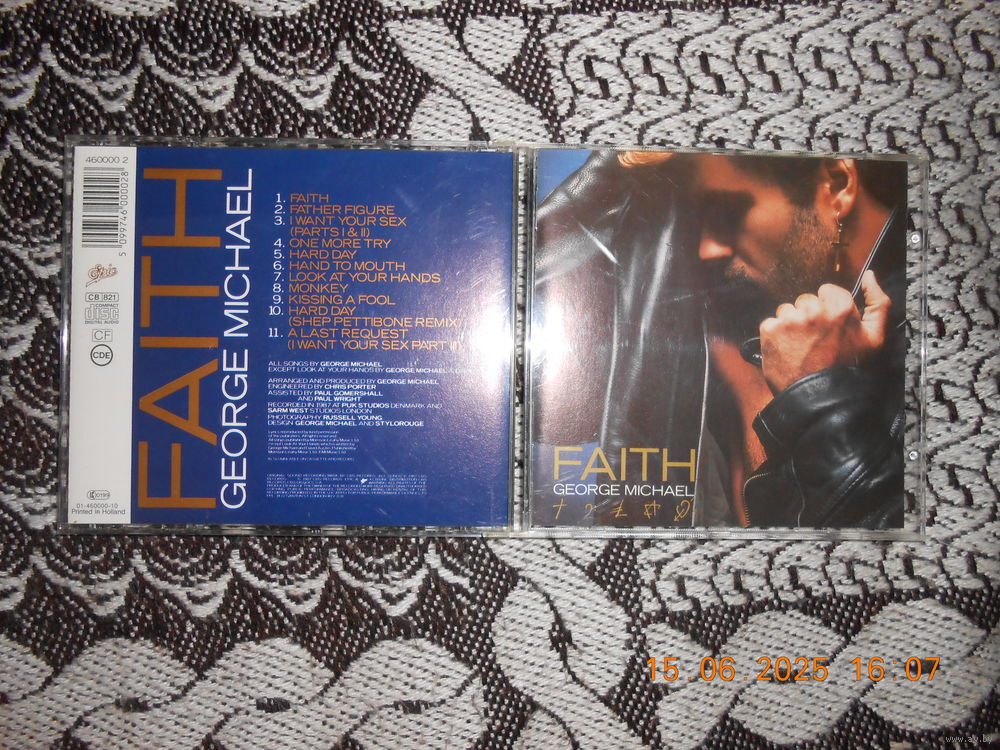 460000 2
5 099746 000028
Epic
CB 821
COMPACT
disc
DIGITAL AUDIO
CF
CDE
0199
01-460000-10
Printed in Holland
FAITH
GEORGE MICHAEL
1. FAITH
2. FATHER FIGURE
3. I WANT YOUR SEX
(PARTS I & II)
4. ONE MORE TRY
5. HARD DAY
6. HAND TO MOUTH
7. LOOK AT YOUR HANDS
8. MONKEY
9. KISSING A FOOL
10. HARD DAY
(SHEP PETTIBONE REMIX)
11. A LAST REQUEST
(I WANT YOUR SEX PART III)
ALL SONGS BY GEORGE MICHAEL
EXCEPT LOOK AT YOUR HANDS BY GEORGE MICHAEL
ARRANGED AND PRODUCED BY GEORGE MICHAEL
ENGINEERED BY CHRIS PORTER
ASSISTED BY PAUL GOMERSHALL
AND PAUL WRIGHT
RECORDED IN 1987 AT PUK STUDIOS DENMARK AND
SARM WEST STUDIOS LONDON
PHOTOGRAPHY RUSSELL YOUNG
DESIGN GEORGE MICHAEL AND STYLOROUGE
FAITH
GEORGE MICHAEL
15.06.2025 16:07
www.ay.by